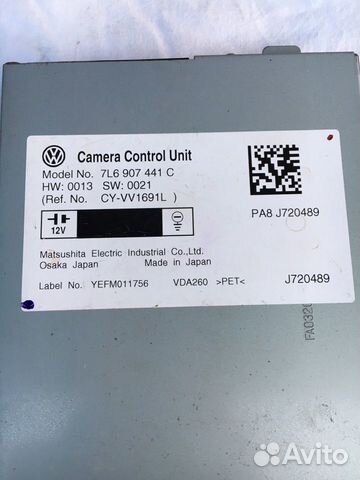 Camera Control Unit
Model No. 7L6 907 441 C
HW: 0013 SW: 0021
(Ref. No. CY-VV1691L )
12V
PA8 J720489
Matsushita Electric Industrial Co.,Ltd.
Osaka Japan Made in Japan
Label No. YEFM011756 VDA260 >PET< J720489
FA0320
Avito